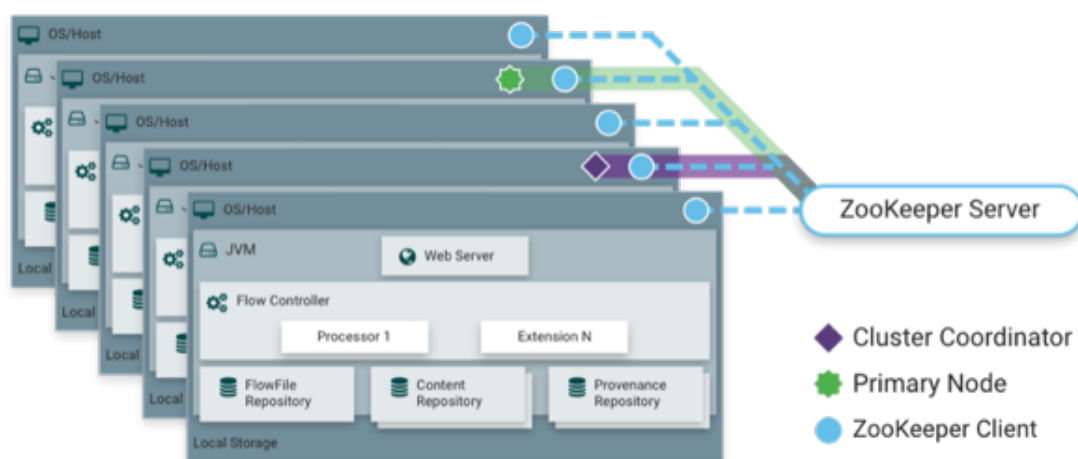 OS/Host
OS/Host
OS/Host
OS/Host
OS/Host
JVM
Web Server
Flow Controller
Processor 1
Extension N
FlowFile
Repository
Content
Repository
Provenance
Repository
Local
Local
Local
Local
Local Storage
ZooKeeper Server
Cluster Coordinator
Primary Node
ZooKeeper Client